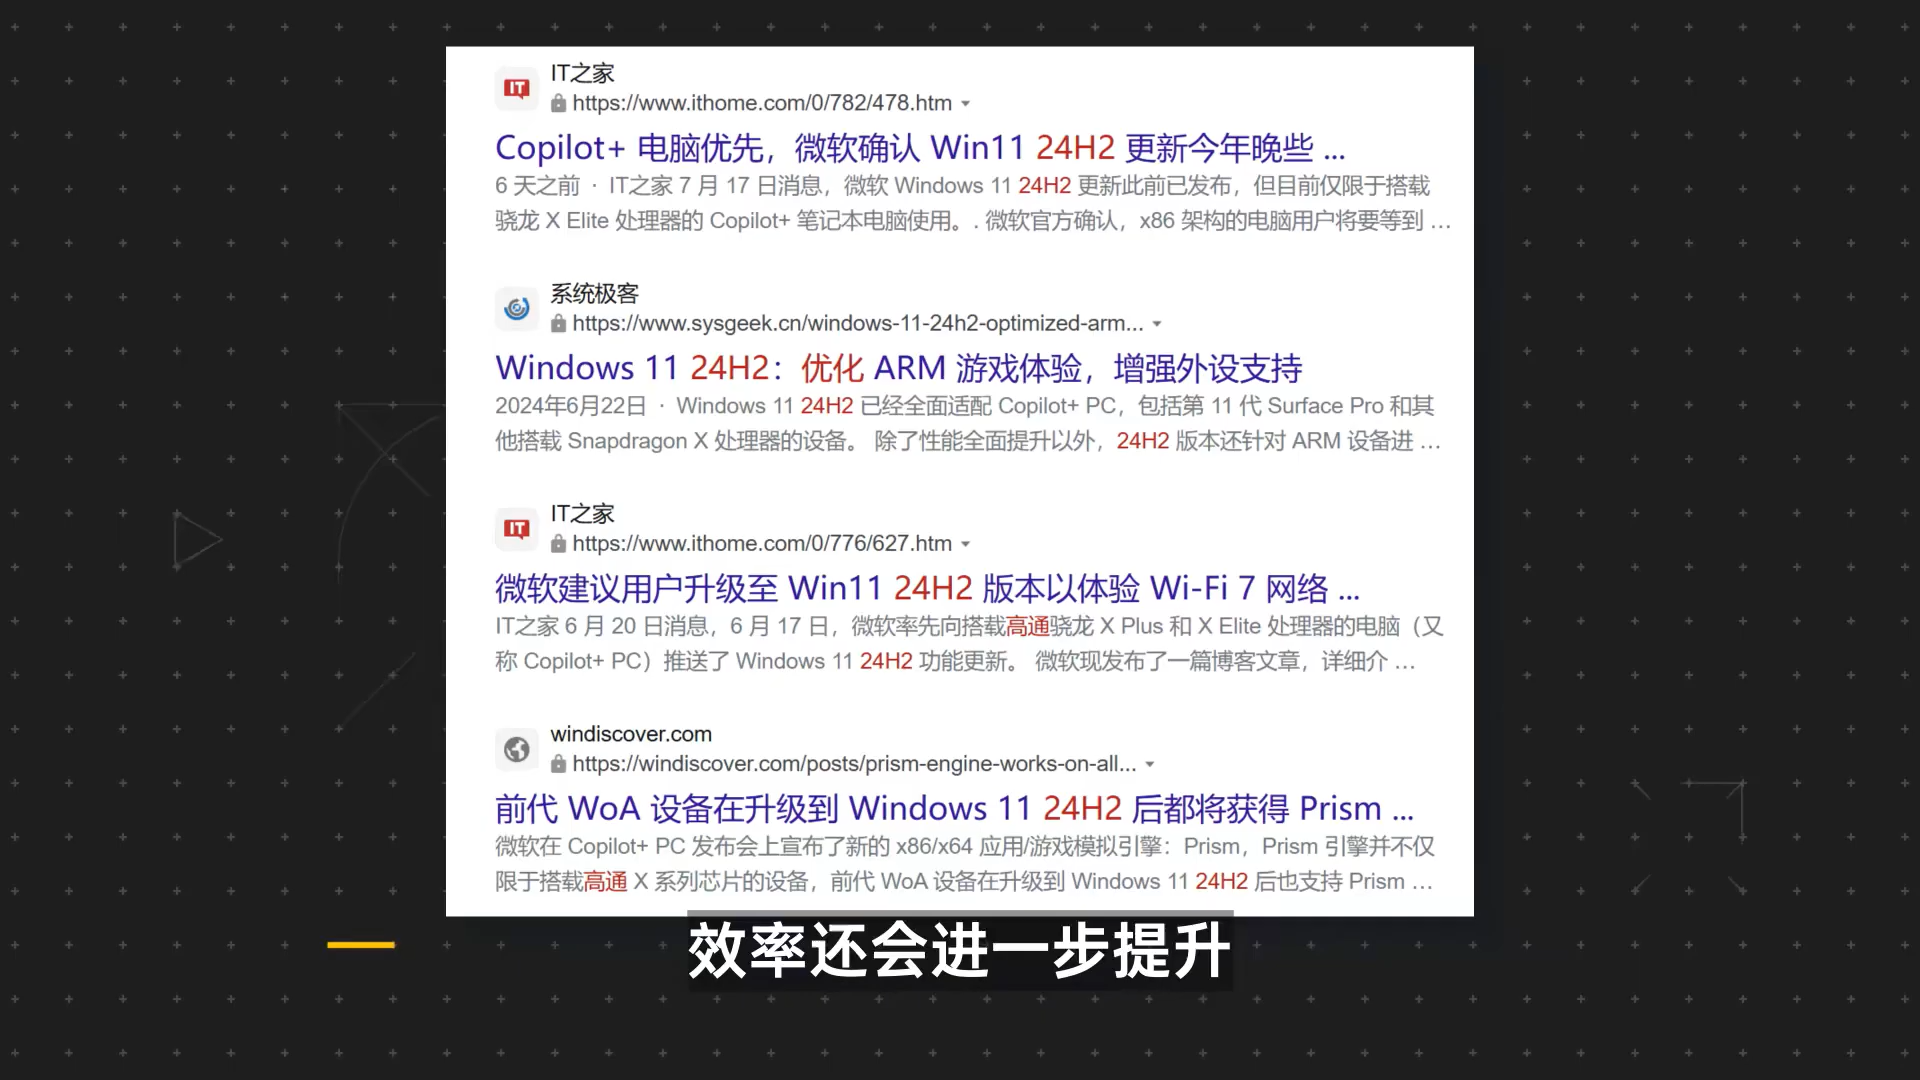 IT之家
https://www.ithome.com/0/782/478.htm
Copilot+ 电脑优先，微软确认 Win11 24H2 更新今年晚些 ...
6 天之前 · IT之家 7 月 17 日消息，微软 Windows 11 24H2 更新此前已发布，但目前仅限于搭载
骁龙 X Elite 处理器的 Copilot+ 笔记本电脑使用。. 微软官方确认，x86 架构的电脑用户将要等到 …
系统极客
https://www.sysgeek.cn/windows-11-24h2-optimized-arm...
Windows 11 24H2：优化 ARM 游戏体验，增强外设支持
2024年6月22日 · Windows 11 24H2 已经全面适配 Copilot+ PC，包括第 11 代 Surface Pro 和其
他搭载 Snapdragon X 处理器的设备。 除了性能全面提升以外，24H2 版本还针对 ARM 设备进 …
IT之家
https://www.ithome.com/0/776/627.htm
微软建议用户升级至 Win11 24H2 版本以体验 Wi-Fi 7 网络 ...
IT之家 6 月 20 日消息，6 月 17 日，微软率先向搭载高通骁龙 X Plus 和 X Elite 处理器的电脑（又
称 Copilot+ PC）推送了 Windows 11 24H2 功能更新。 微软现发布了一篇博客文章，详细介 …
windiscover.com
https://windiscover.com/posts/prism-engine-works-on-all...
前代 WoA 设备在升级到 Windows 11 24H2 后都将获得 Prism ...
微软在 Copilot+ PC 发布会上宣布了新的 x86/x64 应用/游戏模拟引擎：Prism，Prism 引擎并不仅
限于搭载高通 X 系列芯片的设备，前代 WoA 设备在升级到 Windows 11 24H2 后也支持 Prism …
效率还会进一步提升